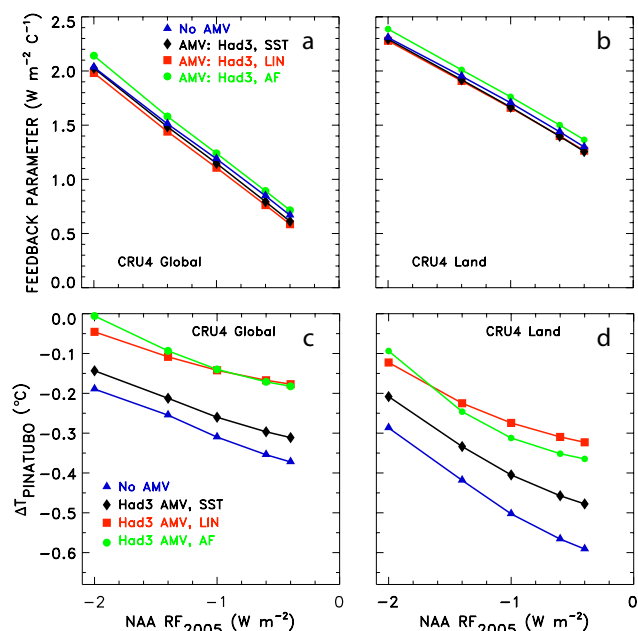 FEEDBACK PARAMETER (W m⁻² C⁻¹)
2.5
2.0
1.5
1.0
0.5
0.0
a
No AMV
AMV: Had3, SST
AMV: Had3, LIN
AMV: Had3, AF
CRU4 Global
b
CRU4 Land
ΔT_PINATUBO (°C)
0.0
−0.1
−0.2
−0.3
−0.4
−0.5
−0.6
CRU4 Global
c
No AMV
Had3 AMV, SST
Had3 AMV, LIN
Had3 AMV, AF
CRU4 Land
d
−2 −1 0
−2 −1 0
NAA RF₂₀₀₅ (W m⁻²)
NAA RF₂₀₀₅ (W m⁻²)